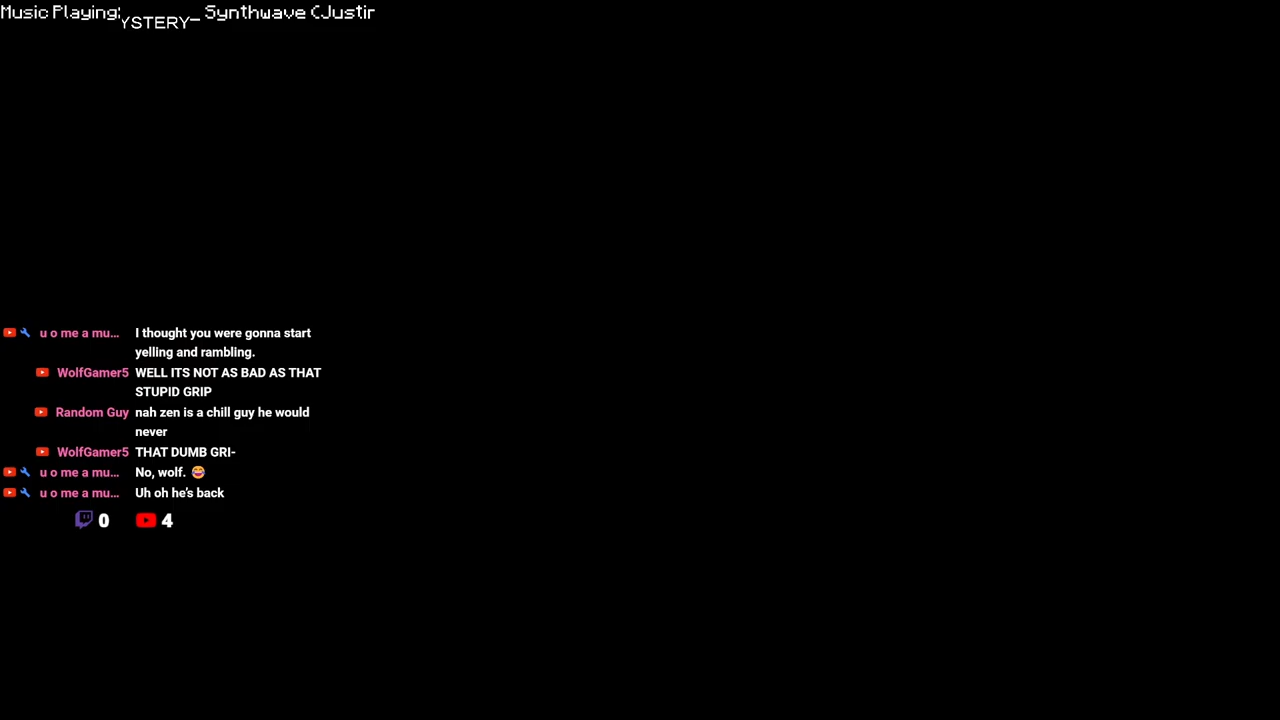 Music Playing:
YSTERY- Synthwave (Justin
u o me a mu... I thought you were gonna start
yelling and rambling.
WolfGamer5 WELL ITS NOT AS BAD AS THAT
STUPID GRIP
Random Guy nah zen is a chill guy he would
never
WolfGamer5 THAT DUMB GRI-
u o me a mu... No, wolf. 😂
u o me a mu... Uh oh he's back
0 4